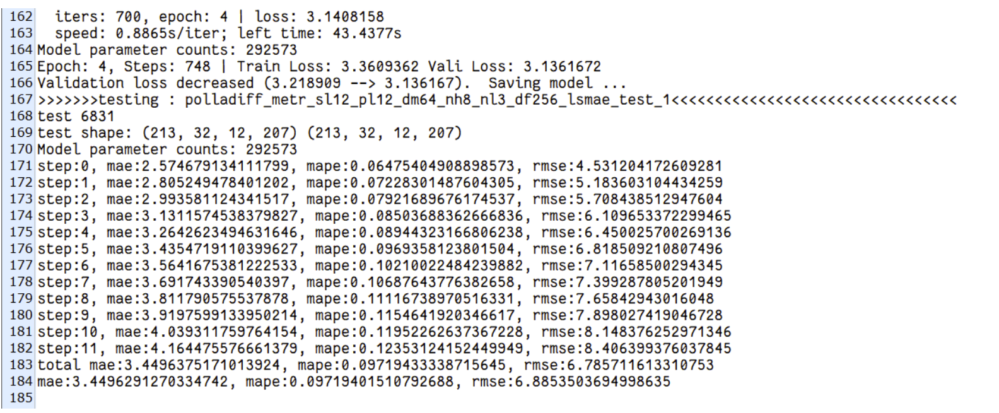 162 iters: 700, epoch: 4 | loss: 3.1408158
163 speed: 0.8865s/iter; left time: 43.4377s
164 Model parameter counts: 292573
165 Epoch: 4, Steps: 748 | Train Loss: 3.3609362 Vali Loss: 3.1361672
166 Validation loss decreased (3.218909 --> 3.136167). Saving model ...
167 >>>>>>>testing : polladiff_metr_sl12_pl12_dm64_nh8_nl3_df256_lsmae_test_1<<<<<<<<<<<<<<<<<<<<<<<<<<<<<<<<<
168 test 6831
169 test shape: (213, 32, 12, 207) (213, 32, 12, 207)
170 Model parameter counts: 292573
171 step:0, mae:2.574679134111799, mape:0.06475404908898573, rmse:4.531204172609281
172 step:1, mae:2.805249478401202, mape:0.07228301487604305, rmse:5.183603104434259
173 step:2, mae:2.993581124341517, mape:0.07921689676174537, rmse:5.708438512947604
174 step:3, mae:3.1311574538379827, mape:0.08503688362666836, rmse:6.109653372299465
175 step:4, mae:3.2642623494631646, mape:0.08944323166806238, rmse:6.450025700269136
176 step:5, mae:3.4354719110399627, mape:0.0969358123801504, rmse:6.818509210807496
177 step:6, mae:3.5641675381222533, mape:0.10210022484239882, rmse:7.11658500294345
178 step:7, mae:3.691743390540397, mape:0.10687643776382658, rmse:7.399287805201949
179 step:8, mae:3.811790575537878, mape:0.11116738970516331, rmse:7.65842943016048
180 step:9, mae:3.9197599133950214, mape:0.1154641920346617, rmse:7.898027419046728
181 step:10, mae:4.039311759764154, mape:0.11952262637367228, rmse:8.148376252971346
182 step:11, mae:4.164475576661379, mape:0.12353124152449949, rmse:8.406399376037845
183 total mae:3.4496375171013924, mape:0.09719433338715645, rmse:6.785711613310753
184 mae:3.4496291270334742, mape:0.09719401510792688, rmse:6.8853503694998635
185